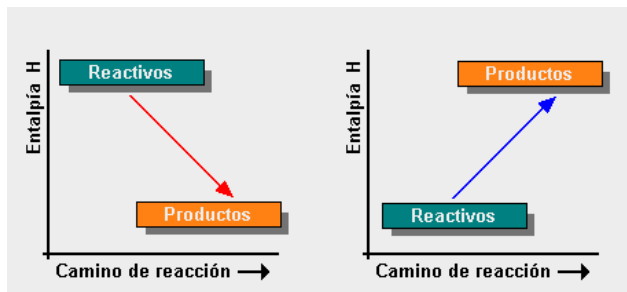 Entalpía H
Reactivos
Productos
Camino de reacción
Entalpía H
Productos
Reactivos
Camino de reacción